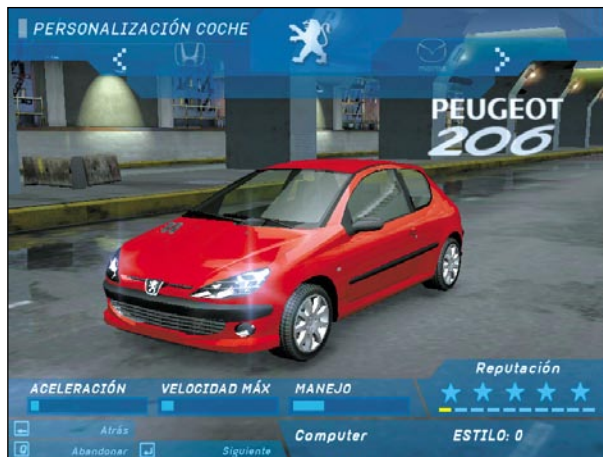 PERSONALIZACIÓN COCHE
PEUGEOT
206
Reputación
ACELERACIÓN
VELOCIDAD MÁX
MANEJO
Atrás
Computer
ESTILO: 0
Q
Abandonar
Siguiente